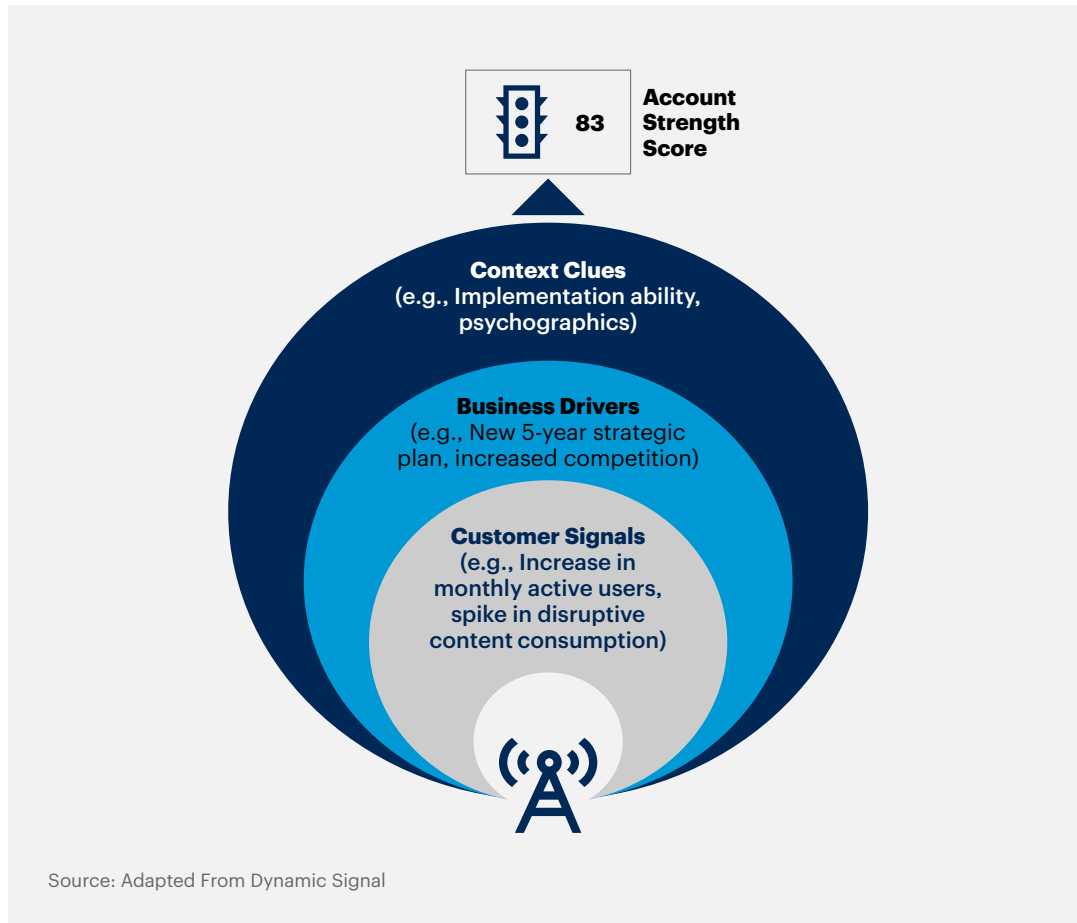 83
Account
Strength
Score
Context Clues
(e.g., Implementation ability,
psychographics)
Business Drivers
(e.g., New 5-year strategic
plan, increased competition)
Customer Signals
(e.g., Increase in
monthly active users,
spike in disruptive
content consumption)
Source: Adapted From Dynamic Signal